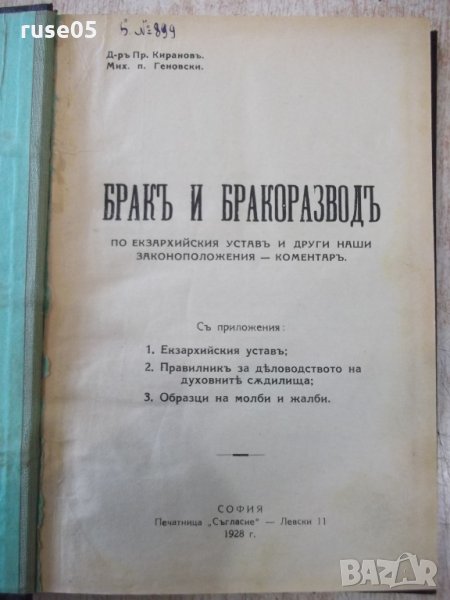 ruse05
Б. №899
Д-ръ Пр. Кирановъ.
Мих. п. Геновски.
БРАКЪ И БРАКОРАЗВОДЪ
ПО ЕКЗАРХИЙСКИЯ УСТАВЪ И ДРУГИ НАШИ
ЗАКОНОПОЛОЖЕНИЯ — КОМЕНТАРЪ.
Съ приложения:
1. Екзархийския уставъ;
2. Правилникъ за дѣловодството на
духовнитѣ сѫдилища;
3. Образци на молби и жалби.
СОФИЯ
Печатница „Съгласие" — Левски 11
1928 г.
BAZAR